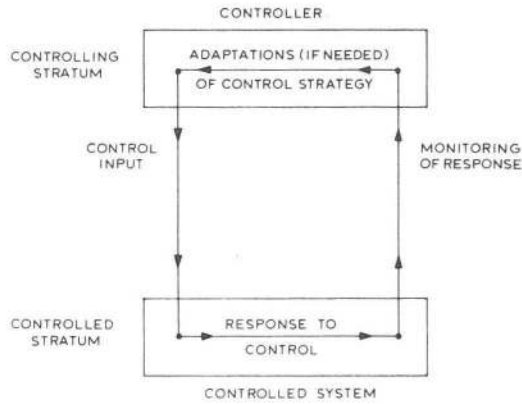 CONTROLLER
CONTROLLING
STRATUM
ADAPTATIONS (IF NEEDED)
OF CONTROL STRATEGY
CONTROL
INPUT
MONITORING
OF RESPONSE
CONTROLLED
STRATUM
RESPONSE TO
CONTROL
CONTROLLED SYSTEM